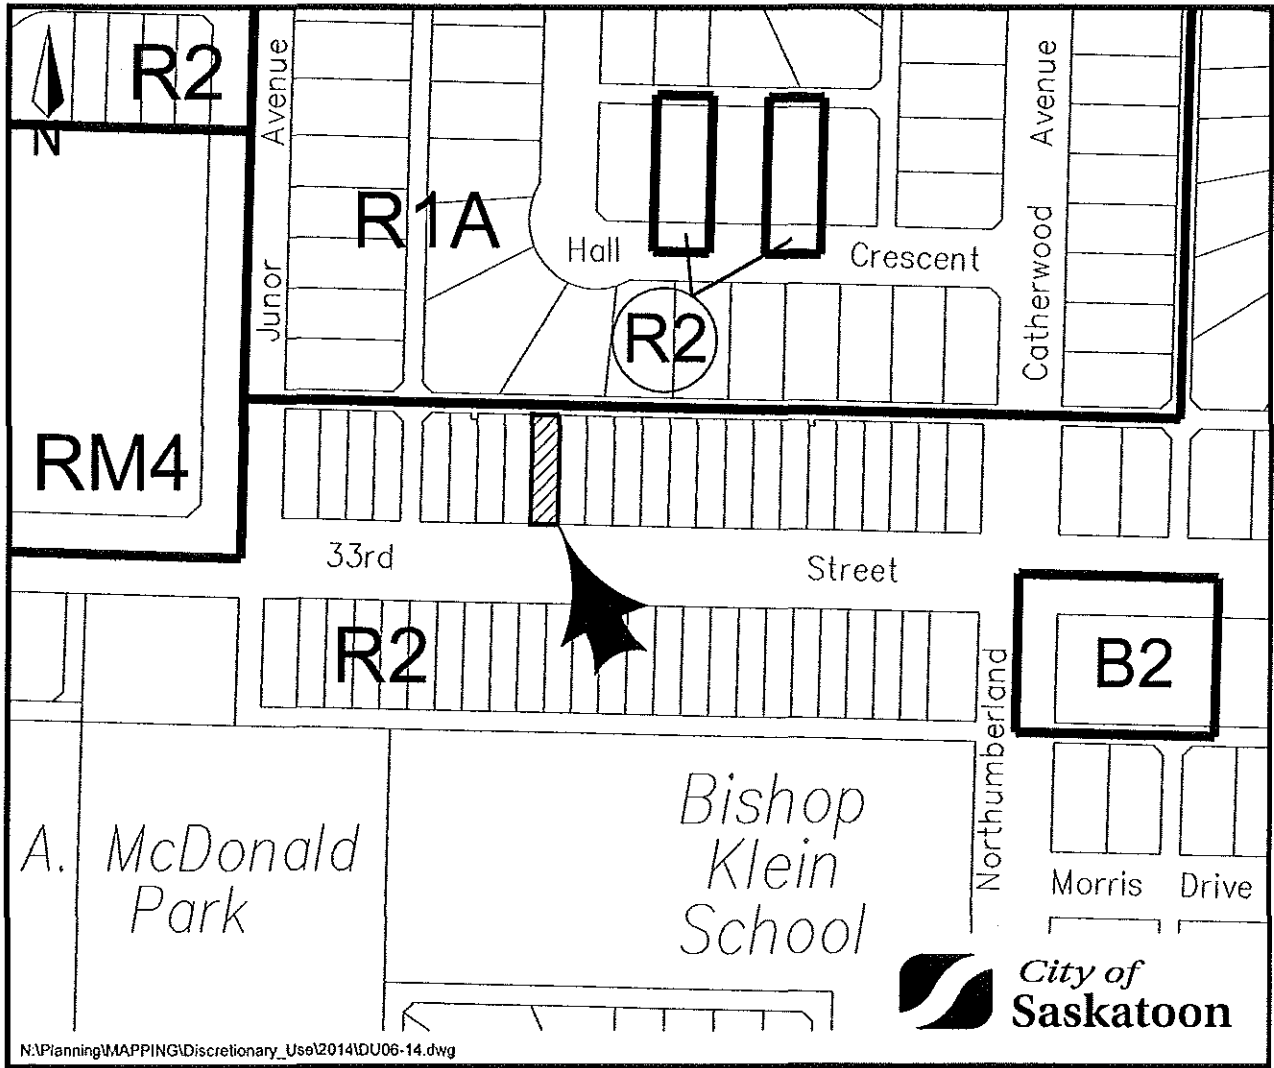 R2
N
Junor Avenue
R1A
Hall Crescent
Catherwood Avenue
R2
RM4
33rd Street
R2
B2
Northumberland
A. McDonald
Park
Bishop
Klein
School
Morris Drive
City of
Saskatoon
N:\Planning\MAPPING\Discretionary_Use\2014\DU06-14.dwg